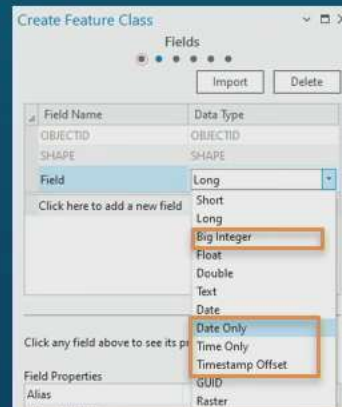 Create Feature Class
Fields
Import Delete
Field Name Data Type
OBJECTID OBJECTID
SHAPE SHAPE
Field Long
Click here to add a new field
Short
Long
Big Integer
Float
Double
Text
Date
Date Only
Time Only
Timestamp Offset
GUID
Raster
Click any field above to see its pr
Field Properties
Alias